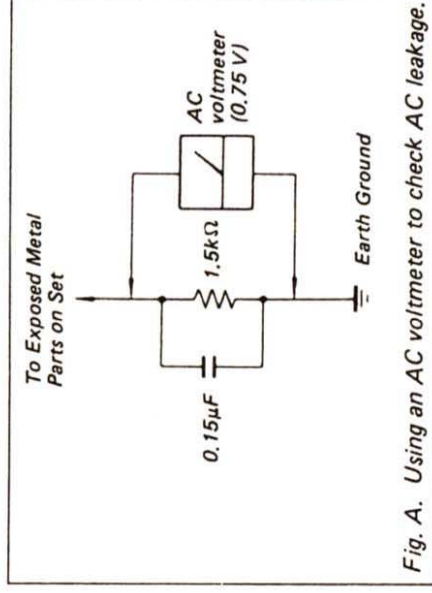 To Exposed Metal
Parts on Set
0.15µF
1.5kΩ
AC
voltmeter
(0.75 V)
Earth Ground
Fig. A. Using an AC voltmeter to check AC leakage.